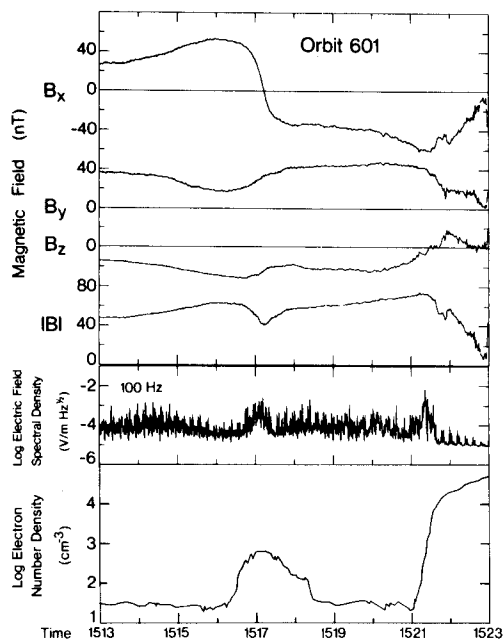 Orbit 601
Magnetic Field (nT)
Bx
40
0
-40
By
40
0
Bz
0
80
|B|
40
0
100 Hz
Log Electric Field
Spectral Density
(V/m Hz½)
-2
-4
-6
Log Electron
Number Density
(cm-3)
4
3
2
1
Time
1513
1515
1517
1519
1521
1523